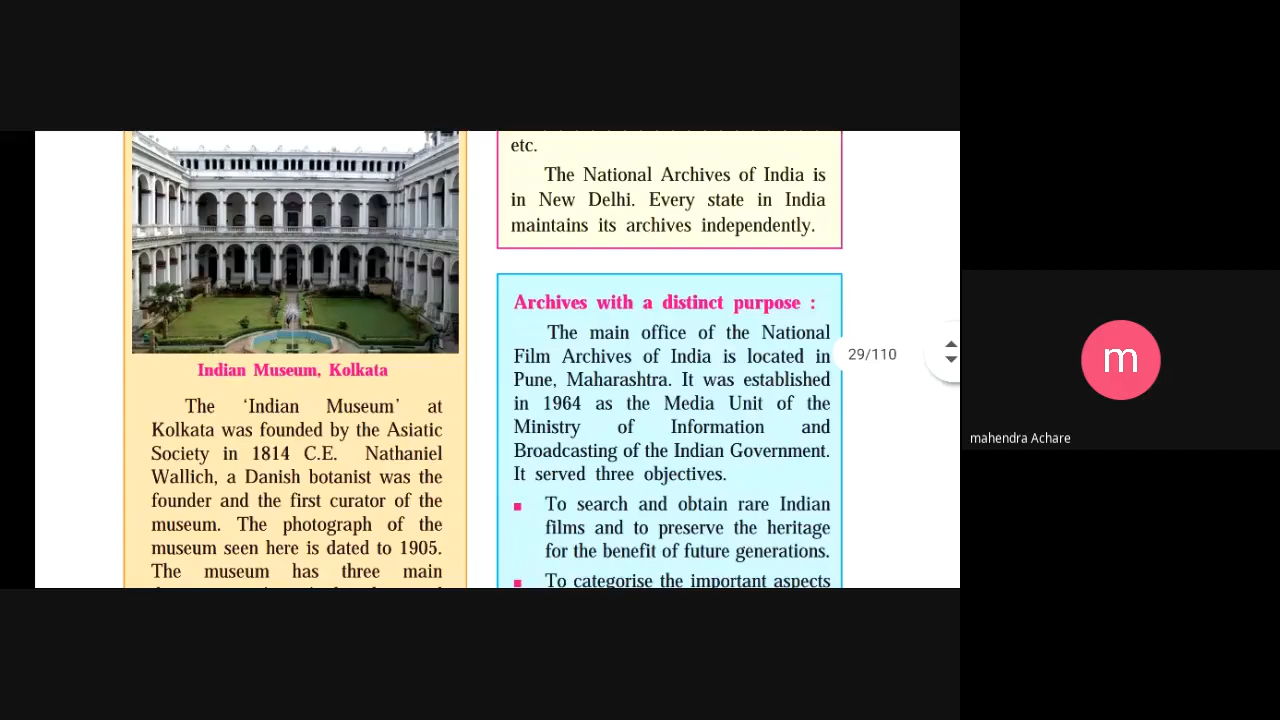 Indian Museum, Kolkata
The 'Indian Museum' at
Kolkata was founded by the Asiatic
Society in 1814 C.E. Nathaniel
Wallich, a Danish botanist was the
founder and the first curator of the
museum. The photograph of the
museum seen here is dated to 1905.
The museum has three main
etc.
The National Archives of India is
in New Delhi. Every state in India
maintains its archives independently.
Archives with a distinct purpose :
The main office of the National
Film Archives of India is located in
Pune, Maharashtra. It was established
in 1964 as the Media Unit of the
Ministry of Information and
Broadcasting of the Indian Government.
It served three objectives.
■ To search and obtain rare Indian
films and to preserve the heritage
for the benefit of future generations.
■ To categorise the important aspects
29/110
m
mahendra Achare